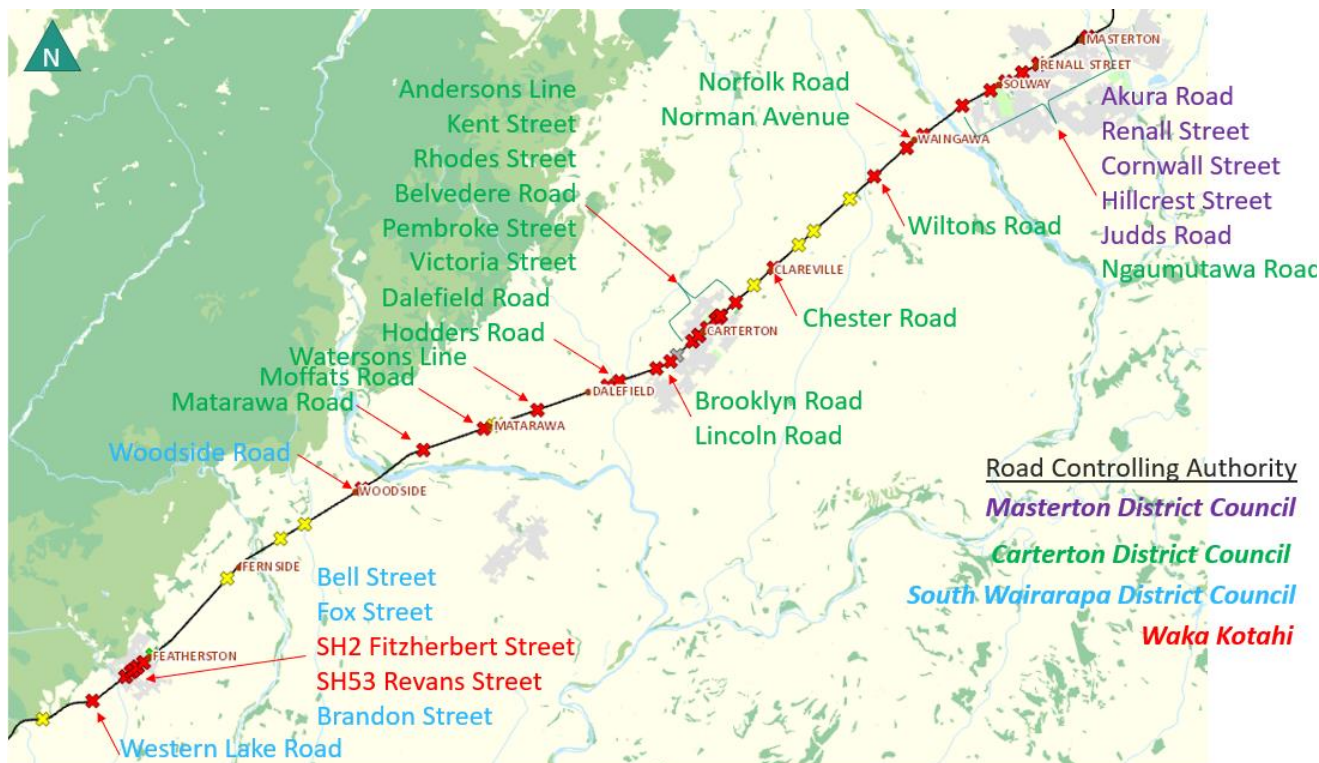 N
MASTERTON
RENALL STREET
SOLWAY
Andersons Line
Kent Street
Rhodes Street
Belvedere Road
Pembroke Street
Victoria Street
Dalefield Road
Hodders Road
Watersons Line
Moffats Road
Matarawa Road
Woodside Road
Norfolk Road
Norman Avenue
WAINGAWA
Akura Road
Renall Street
Cornwall Street
Hillcrest Street
Judds Road
Ngaumutawa Road
Wiltons Road
CLAREVILLE
Chester Road
CARTERTON
DALEFIELD
Brooklyn Road
Lincoln Road
MATARAWA
WOODSIDE
FERNSIDE
FEATHERSTON
Bell Street
Fox Street
SH2 Fitzherbert Street
SH53 Revans Street
Brandon Street
Western Lake Road
Road Controlling Authority
Masterton District Council
Carterton District Council
South Wairarapa District Council
Waka Kotahi